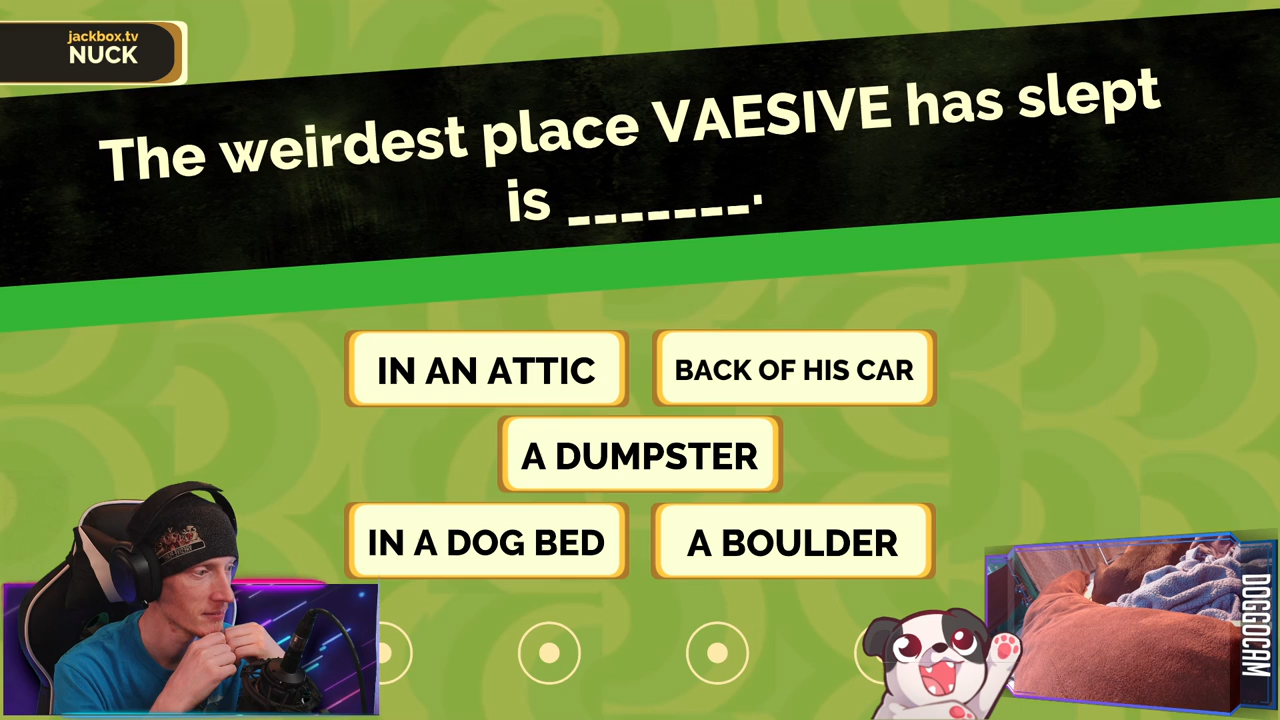 jackbox.tv
NUCK
The weirdest place VAESIVE has slept
is _______.
IN AN ATTIC
BACK OF HIS CAR
A DUMPSTER
IN A DOG BED
A BOULDER
DOGGOCAM